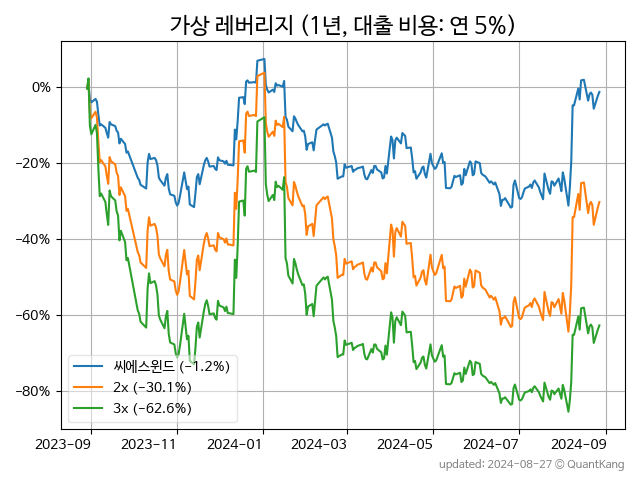 가상 레버리지 (1년, 대출 비용: 연 5%)
0%
−20%
−40%
−60%
−80%
씨에스윈드 (−1.2%)
2x (−30.1%)
3x (−62.6%)
2023-09 2023-11 2024-01 2024-03 2024-05 2024-07 2024-09
updated: 2024-08-27 © QuantKang